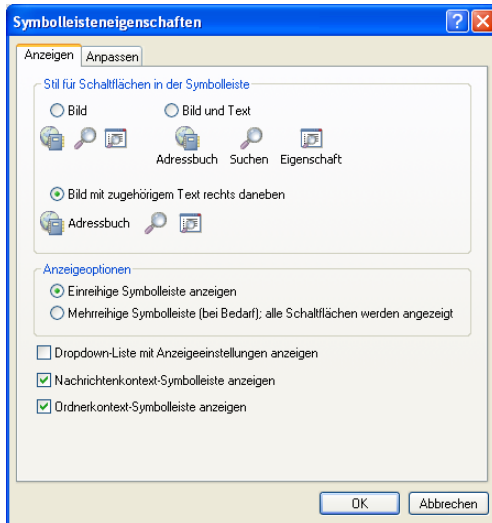 Symbolleisteneigenschaften
Anzeigen Anpassen
Stil für Schaltflächen in der Symbolleiste
Bild Bild und Text
Adressbuch Suchen Eigenschaft
Bild mit zugehörigem Text rechts daneben
Adressbuch
Anzeigeoptionen
Einreihige Symbolleiste anzeigen
Mehrreihige Symbolleiste (bei Bedarf); alle Schaltflächen werden angezeigt
Dropdown-Liste mit Anzeigeeinstellungen anzeigen
Nachrichtenkontext-Symbolleiste anzeigen
Ordnerkontext-Symbolleiste anzeigen
OK Abbrechen